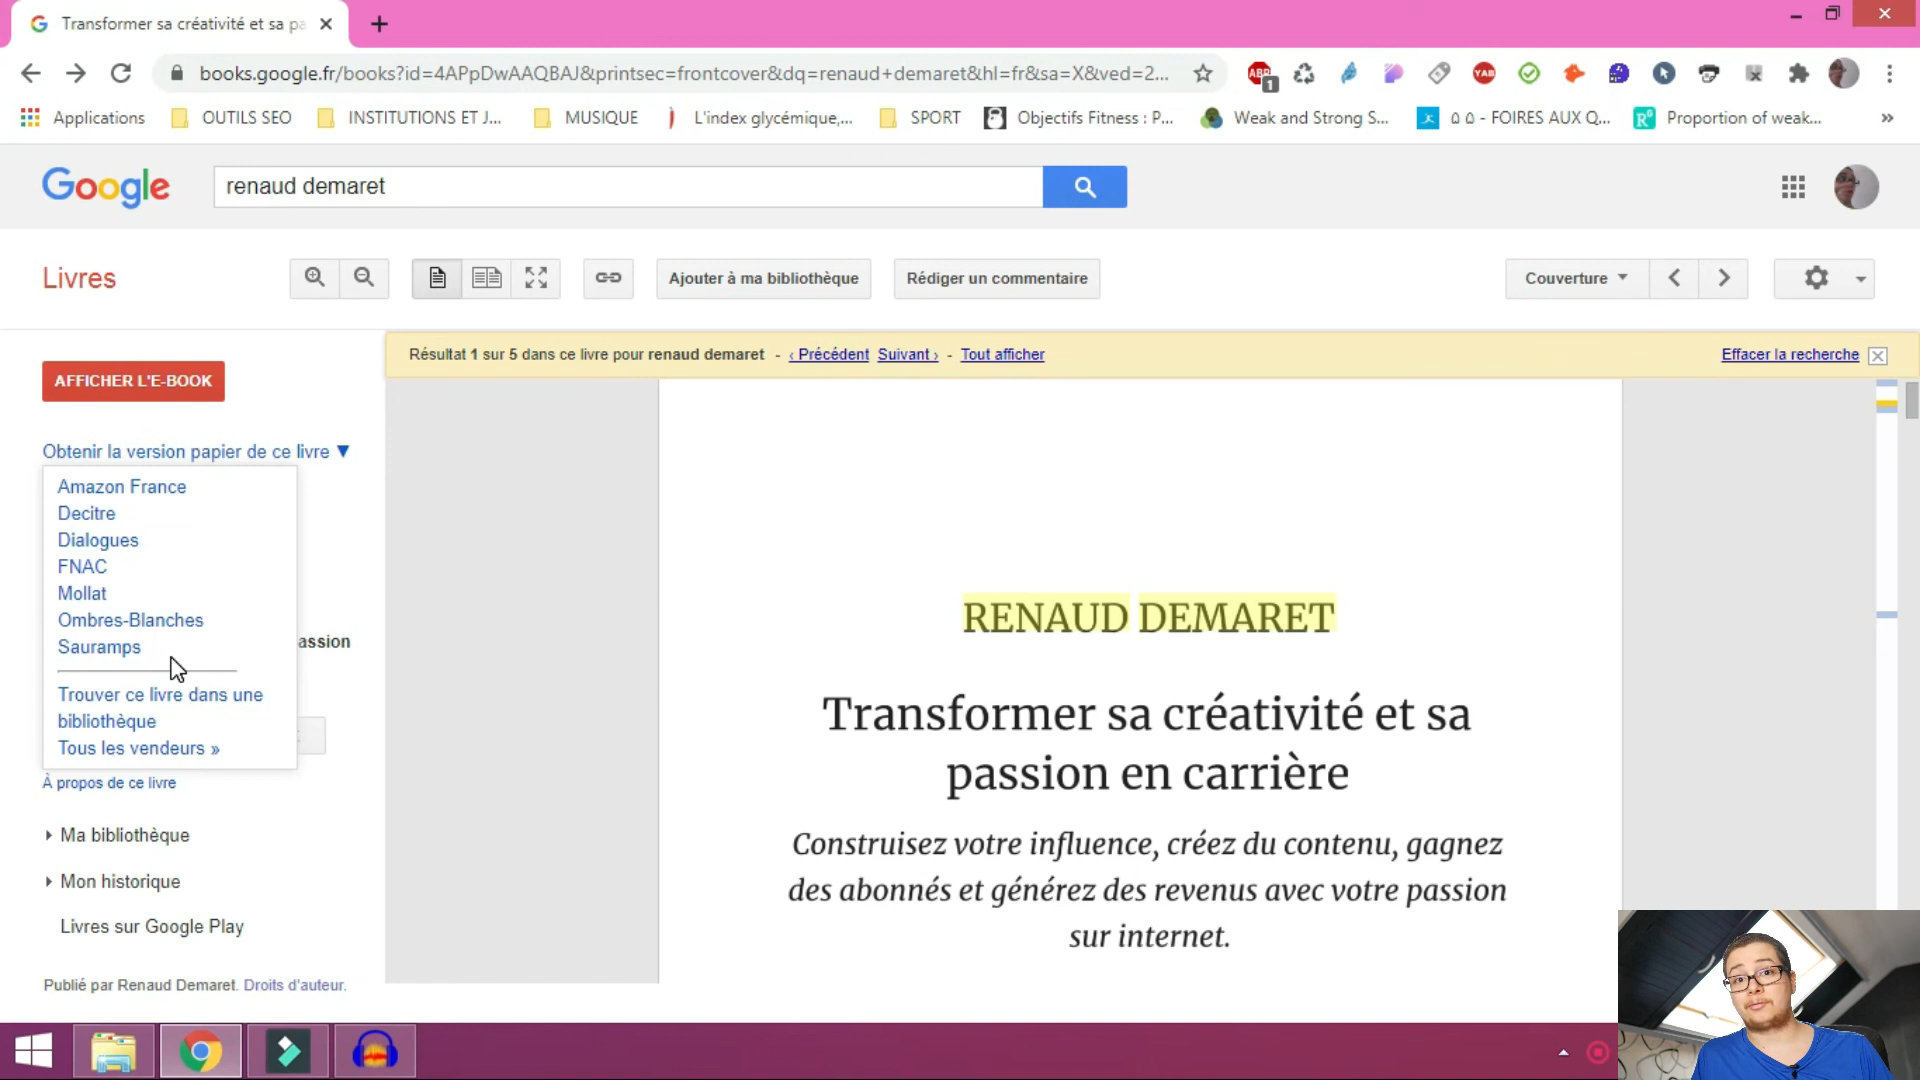 Transformer sa créativité et sa pa
books.google.fr/books?id=4APpDwAAQBAJ&printsec=frontcover&dq=renaud+demaret&hl=fr&sa=X&ved=2...
ABP
1
YAB
Applications
OUTILS SEO
INSTITUTIONS ET J...
MUSIQUE
L'index glycémique,...
SPORT
Objectifs Fitness : P...
Weak and Strong S...
۵ ۵ - FOIRES AUX Q...
Proportion of weak...
»
Google
renaud demaret
Livres
Ajouter à ma bibliothèque
Rédiger un commentaire
Couverture
AFFICHER L'E-BOOK
Résultat 1 sur 5 dans ce livre pour renaud demaret - ‹ Précédent Suivant › - Tout afficher
Effacer la recherche
Obtenir la version papier de ce livre ▼
Amazon France
Decitre
Dialogues
FNAC
Mollat
Ombres-Blanches
Sauramps
assion
Trouver ce livre dans une
bibliothèque
Tous les vendeurs »
À propos de ce livre
Ma bibliothèque
Mon historique
Livres sur Google Play
Publié par Renaud Demaret. Droits d'auteur.
RENAUD DEMARET
Transformer sa créativité et sa
passion en carrière
Construisez votre influence, créez du contenu, gagnez
des abonnés et générez des revenus avec votre passion
sur internet.